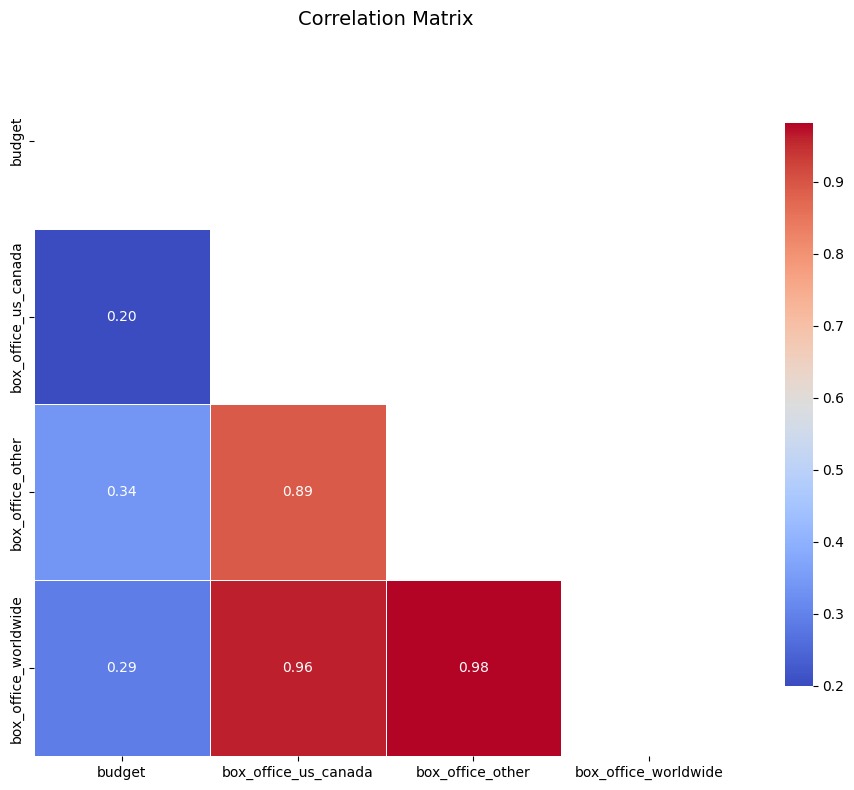 Correlation Matrix
budget
box_office_us_canada
0.20
box_office_other
0.34
0.89
box_office_worldwide
0.29
0.96
0.98
budget
box_office_us_canada
box_office_other
box_office_worldwide
0.9
0.8
0.7
0.6
0.5
0.4
0.3
0.2